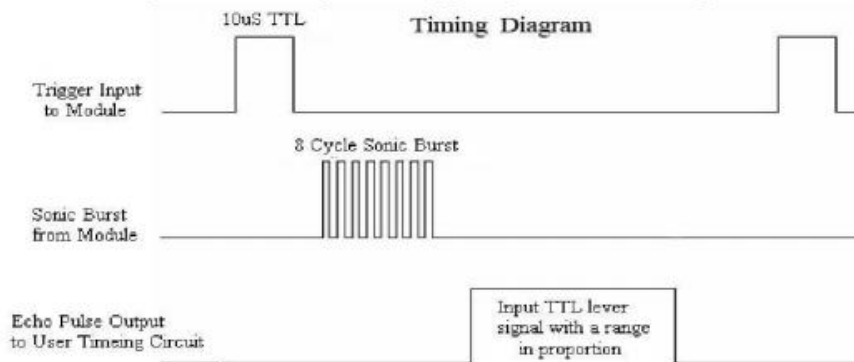 10uS TTL
Timing Diagram
Trigger Input
to Module
8 Cycle Sonic Burst
Sonic Burst
from Module
Echo Pulse Output
to User Timeing Circuit
Input TTL lever
signal with a range
in proportion